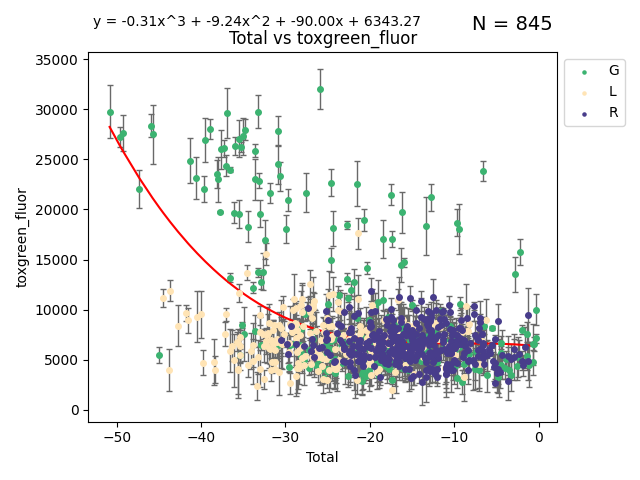 y = -0.31x^3 + -9.24x^2 + -90.00x + 6343.27
N = 845
Total vs toxgreen_fluor
35000
30000
25000
20000
15000
10000
5000
0
toxgreen_fluor
−50
−40
−30
−20
−10
0
Total
G
L
R